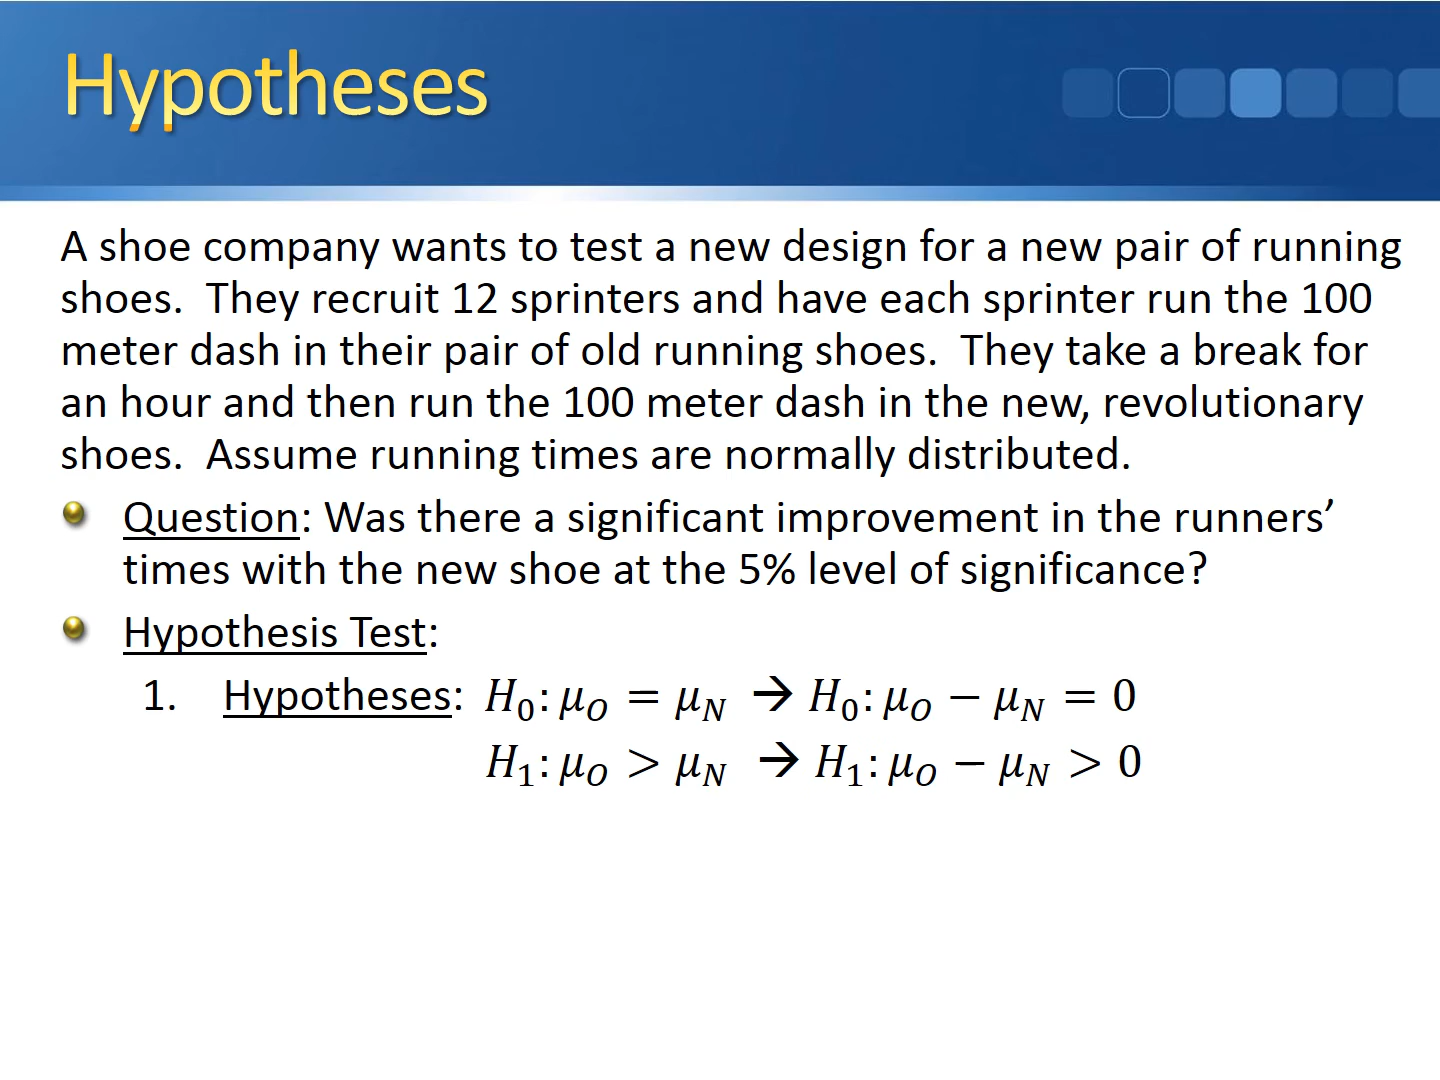 Hypotheses
A shoe company wants to test a new design for a new pair of running
shoes.  They recruit 12 sprinters and have each sprinter run the 100
meter dash in their pair of old running shoes.  They take a break for
an hour and then run the 100 meter dash in the new, revolutionary
shoes.  Assume running times are normally distributed.
Question: Was there a significant improvement in the runners’
times with the new shoe at the 5% level of significance?
Hypothesis Test:
1. Hypotheses: H₀: μ_O = μ_N → H₀: μ_O − μ_N = 0
H₁: μ_O > μ_N → H₁: μ_O − μ_N > 0